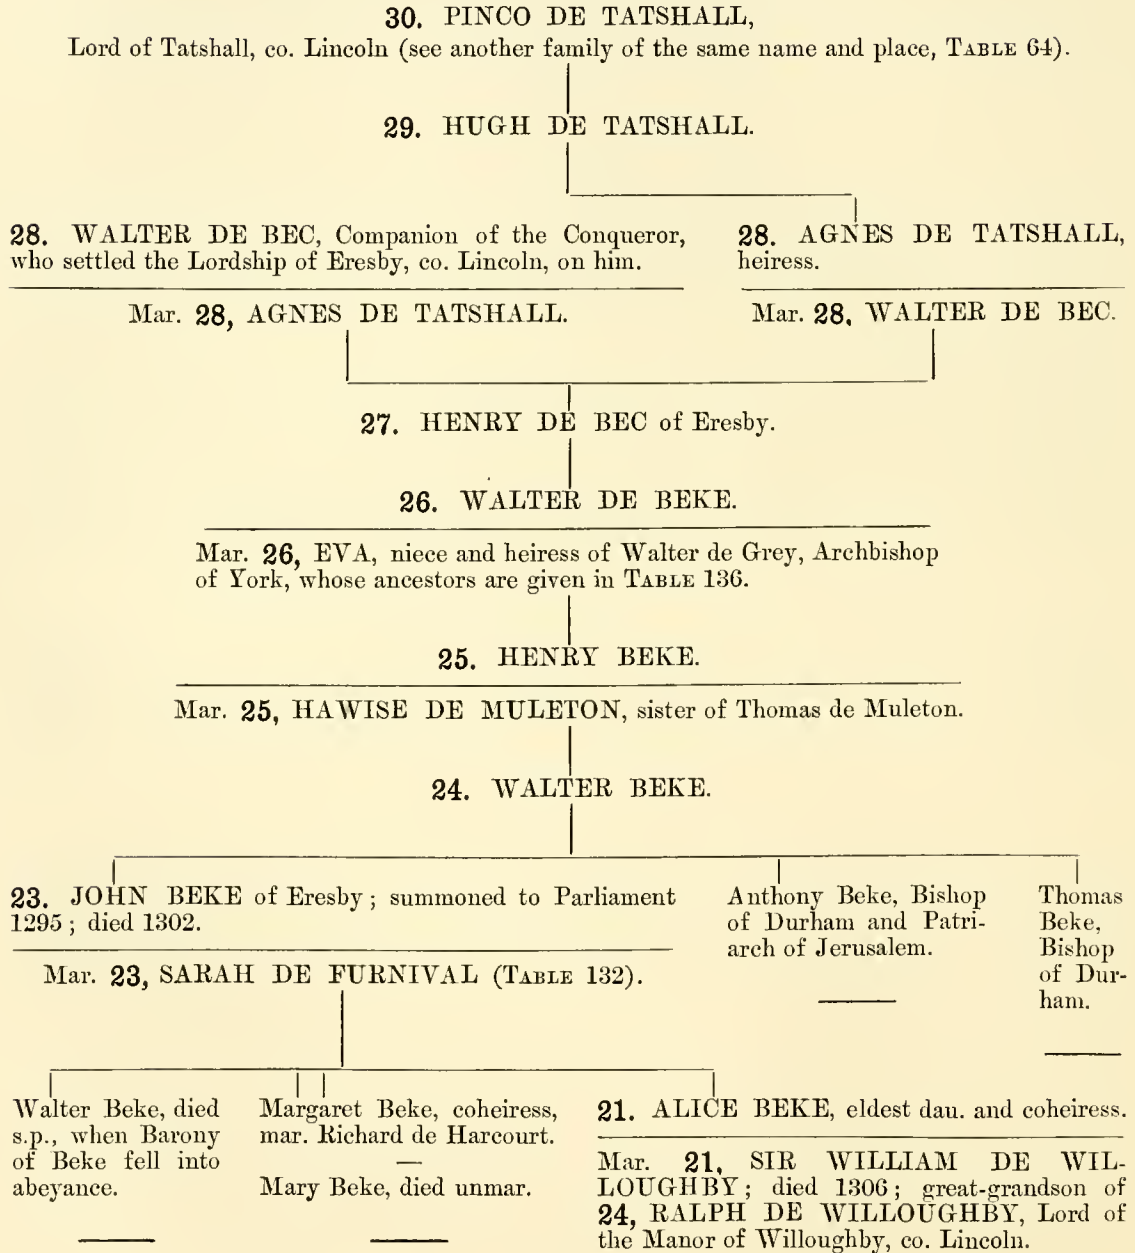 30. PINCO DE TATSHALL,
Lord of Tatshall, co. Lincoln (see another family of the same name and place, TABLE 64).
29. HUGH DE TATSHALL.
28. WALTER DE BEC, Companion of the Conqueror,
who settled the Lordship of Eresby, co. Lincoln, on him.
Mar. 28, AGNES DE TATSHALL.
28. AGNES DE TATSHALL,
heiress.
Mar. 28, WALTER DE BEC.
27. HENRY DE BEC of Eresby.
26. WALTER DE BEKE.
Mar. 26, EVA, niece and heiress of Walter de Grey, Archbishop
of York, whose ancestors are given in TABLE 136.
25. HENRY BEKE.
Mar. 25, HAWISE DE MULETON, sister of Thomas de Muleton.
24. WALTER BEKE.
23. JOHN BEKE of Eresby; summoned to Parliament
1295; died 1302.
Mar. 23, SARAH DE FURNIVAL (TABLE 132).
Anthony Beke, Bishop
of Durham and Patri-
arch of Jerusalem.
Thomas
Beke,
Bishop
of Dur-
ham.
Walter Beke, died
s.p., when Barony
of Beke fell into
abeyance.
Margaret Beke, coheiress,
mar. Richard de Harcourt.
Mary Beke, died unmar.
21. ALICE BEKE, eldest dau. and coheiress.
Mar. 21, SIR WILLIAM DE WIL-
LOUGHBY; died 1306; great-grandson of
24, RALPH DE WILLOUGHBY, Lord of
the Manor of Willoughby, co. Lincoln.